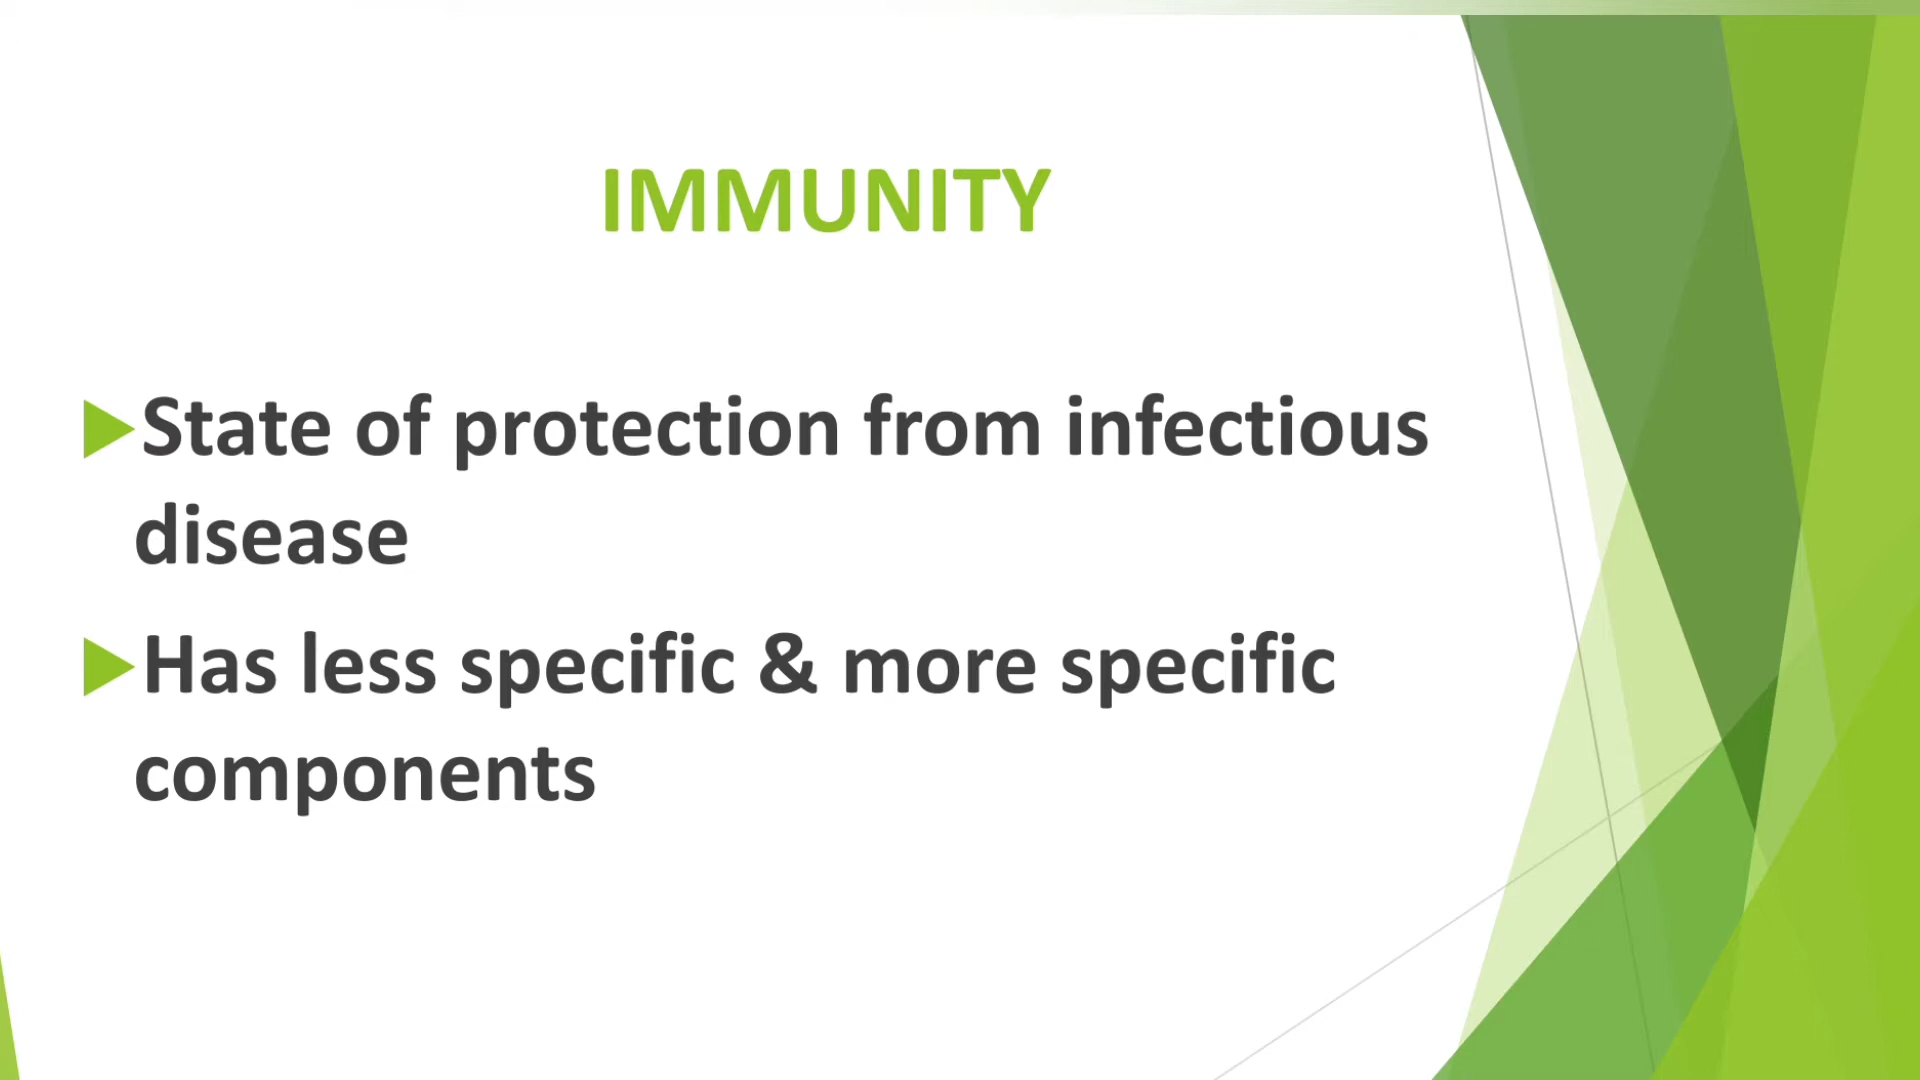 IMMUNITY
State of protection from infectious
disease
Has less specific & more specific
components